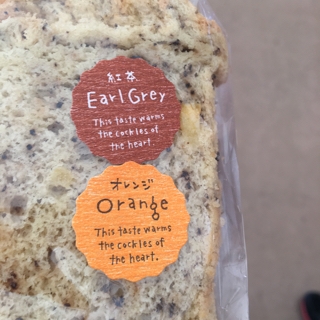 紅茶
Earl Grey
This taste warms
the cockles of
the heart.
オレンジ
Orange
This taste warms
the cockles of
the heart.